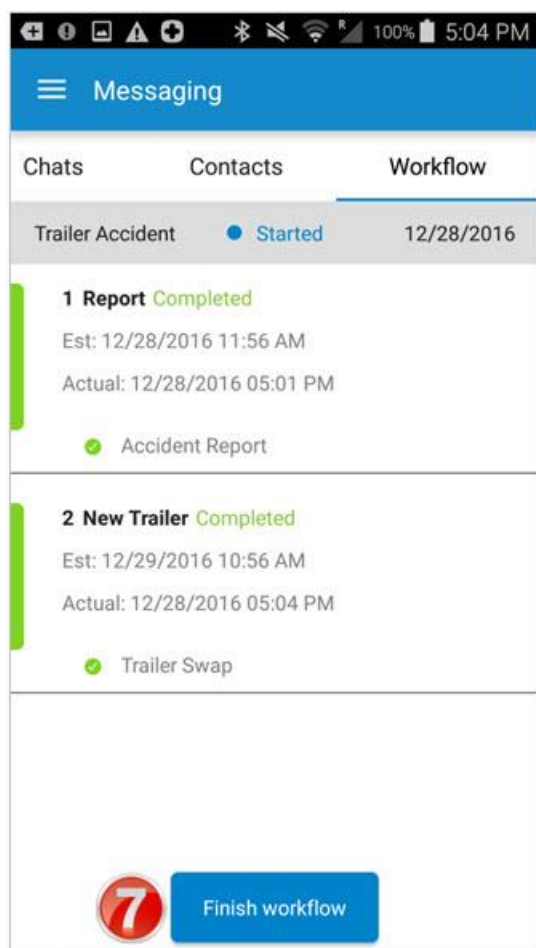 R 100% 5:04 PM
Messaging
Chats Contacts Workflow
Trailer Accident Started 12/28/2016
1 Report Completed
Est: 12/28/2016 11:56 AM
Actual: 12/28/2016 05:01 PM
Accident Report
2 New Trailer Completed
Est: 12/29/2016 10:56 AM
Actual: 12/28/2016 05:04 PM
Trailer Swap
7 Finish workflow